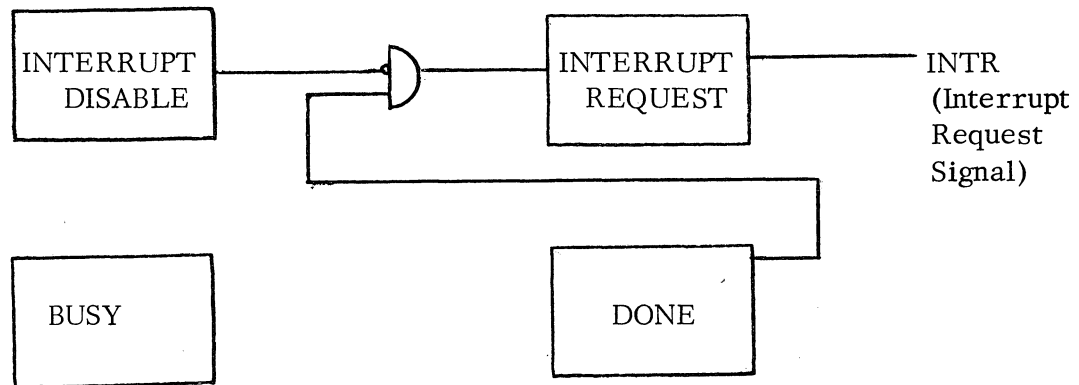 INTERRUPT
DISABLE
INTERRUPT
REQUEST
INTR
(Interrupt
Request
Signal)
BUSY
DONE